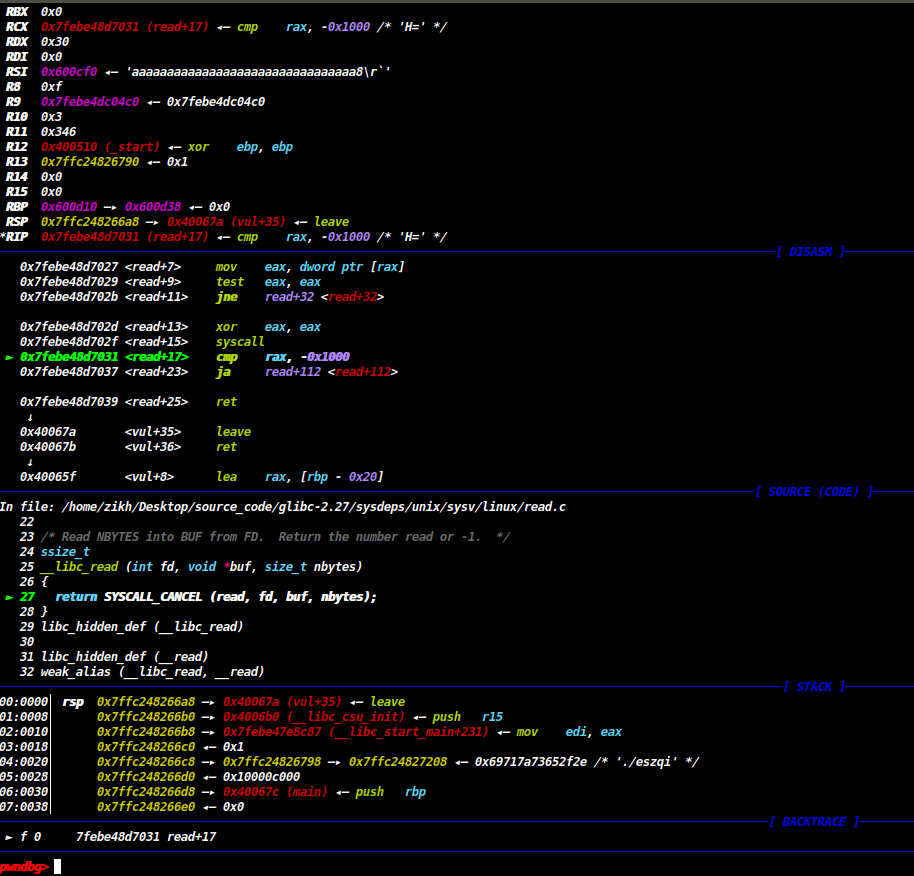 RBX  0x0
RCX  0x7febe48d7031 (read+17) ◂— cmp    rax, -0x1000 /* 'H=' */
RDX  0x30
RDI  0x0
RSI  0x600cf0 ◂— 'aaaaaaaaaaaaaaaaaaaaaaaaaaaaaaaa8\r`'
R8   0xf
R9   0x7febe4dc04c0 ◂— 0x7febe4dc04c0
R10  0x3
R11  0x346
R12  0x400510 (_start) ◂— xor    ebp, ebp
R13  0x7ffc24826790 ◂— 0x1
R14  0x0
R15  0x0
RBP  0x600d10 —▸ 0x600d38 ◂— 0x0
RSP  0x7ffc248266a8 —▸ 0x40067a (vul+35) ◂— leave
*RIP  0x7febe48d7031 (read+17) ◂— cmp    rax, -0x1000 /* 'H=' */
[ DISASM ]
0x7febe48d7027 <read+7>     mov    eax, dword ptr [rax]
0x7febe48d7029 <read+9>     test   eax, eax
0x7febe48d702b <read+11>    jne    read+32 <read+32>
0x7febe48d702d <read+13>    xor    eax, eax
0x7febe48d702f <read+15>    syscall
► 0x7febe48d7031 <read+17>    cmp    rax, -0x1000
0x7febe48d7037 <read+23>    ja     read+112 <read+112>
0x7febe48d7039 <read+25>    ret
↓
0x40067a       <vul+35>     leave
0x40067b       <vul+36>     ret
↓
0x40065f       <vul+8>      lea    rax, [rbp - 0x20]
[ SOURCE (CODE) ]
In file: /home/zikh/Desktop/source_code/glibc-2.27/sysdeps/unix/sysv/linux/read.c
22
23 /* Read NBYTES into BUF from FD.  Return the number read or -1.  */
24 ssize_t
25 __libc_read (int fd, void *buf, size_t nbytes)
26 {
► 27   return SYSCALL_CANCEL (read, fd, buf, nbytes);
28 }
29 libc_hidden_def (__libc_read)
30
31 libc_hidden_def (__read)
32 weak_alias (__libc_read, __read)
[ STACK ]
00:0000│ rsp  0x7ffc248266a8 —▸ 0x40067a (vul+35) ◂— leave
01:0008│      0x7ffc248266b0 —▸ 0x4006b0 (__libc_csu_init) ◂— push   r15
02:0010│      0x7ffc248266b8 —▸ 0x7febe47e8c87 (__libc_start_main+231) ◂— mov    edi, eax
03:0018│      0x7ffc248266c0 ◂— 0x1
04:0020│      0x7ffc248266c8 —▸ 0x7ffc24826798 —▸ 0x7ffc24827208 ◂— 0x69717a73652f2e /* './eszqi' */
05:0028│      0x7ffc248266d0 ◂— 0x10000c000
06:0030│      0x7ffc248266d8 —▸ 0x40067c (main) ◂— push   rbp
07:0038│      0x7ffc248266e0 ◂— 0x0
[ BACKTRACE ]
► f 0     7febe48d7031 read+17
pwndbg>